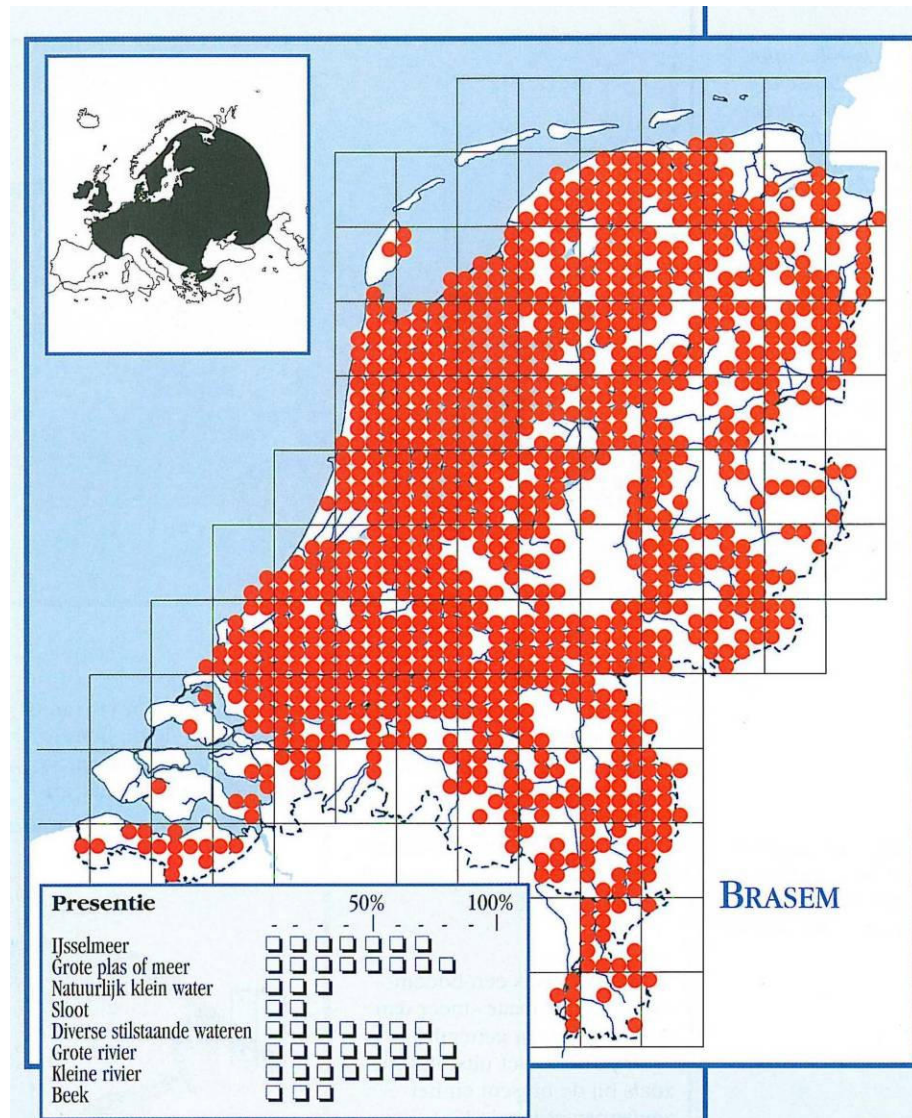 BRASEM
Presentie 50% 100%
IJsselmeer
Grote plas of meer
Natuurlijk klein water
Sloot
Diverse stilstaande wateren
Grote rivier
Kleine rivier
Beek